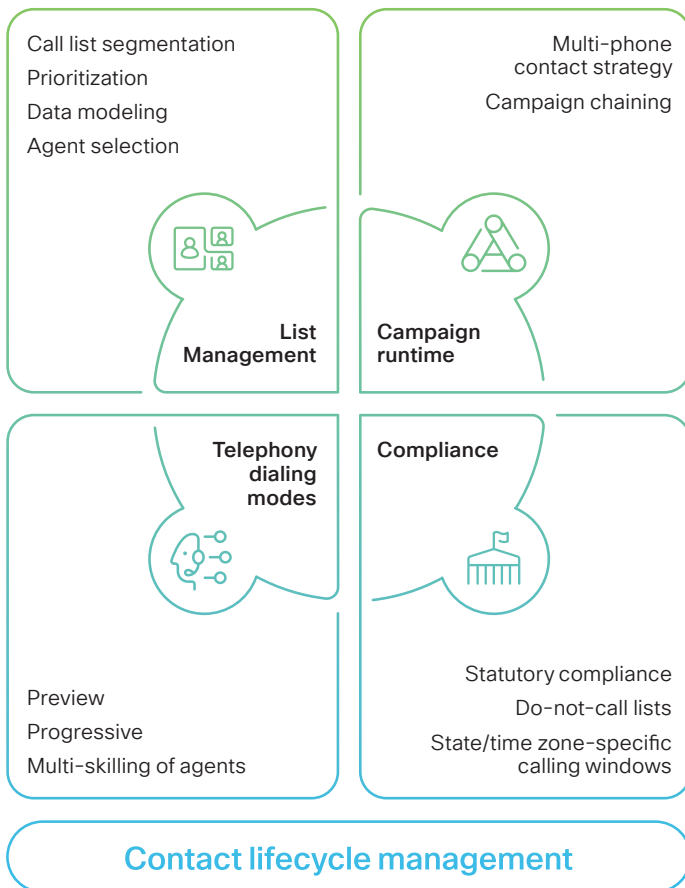 Call list segmentation
Prioritization
Data modeling
Agent selection
List
Management
Multi-phone
contact strategy
Campaign chaining
Campaign
runtime
Telephony
dialing
modes
Preview
Progressive
Multi-skilling of agents
Compliance
Statutory compliance
Do-not-call lists
State/time zone-specific
calling windows
Contact lifecycle management